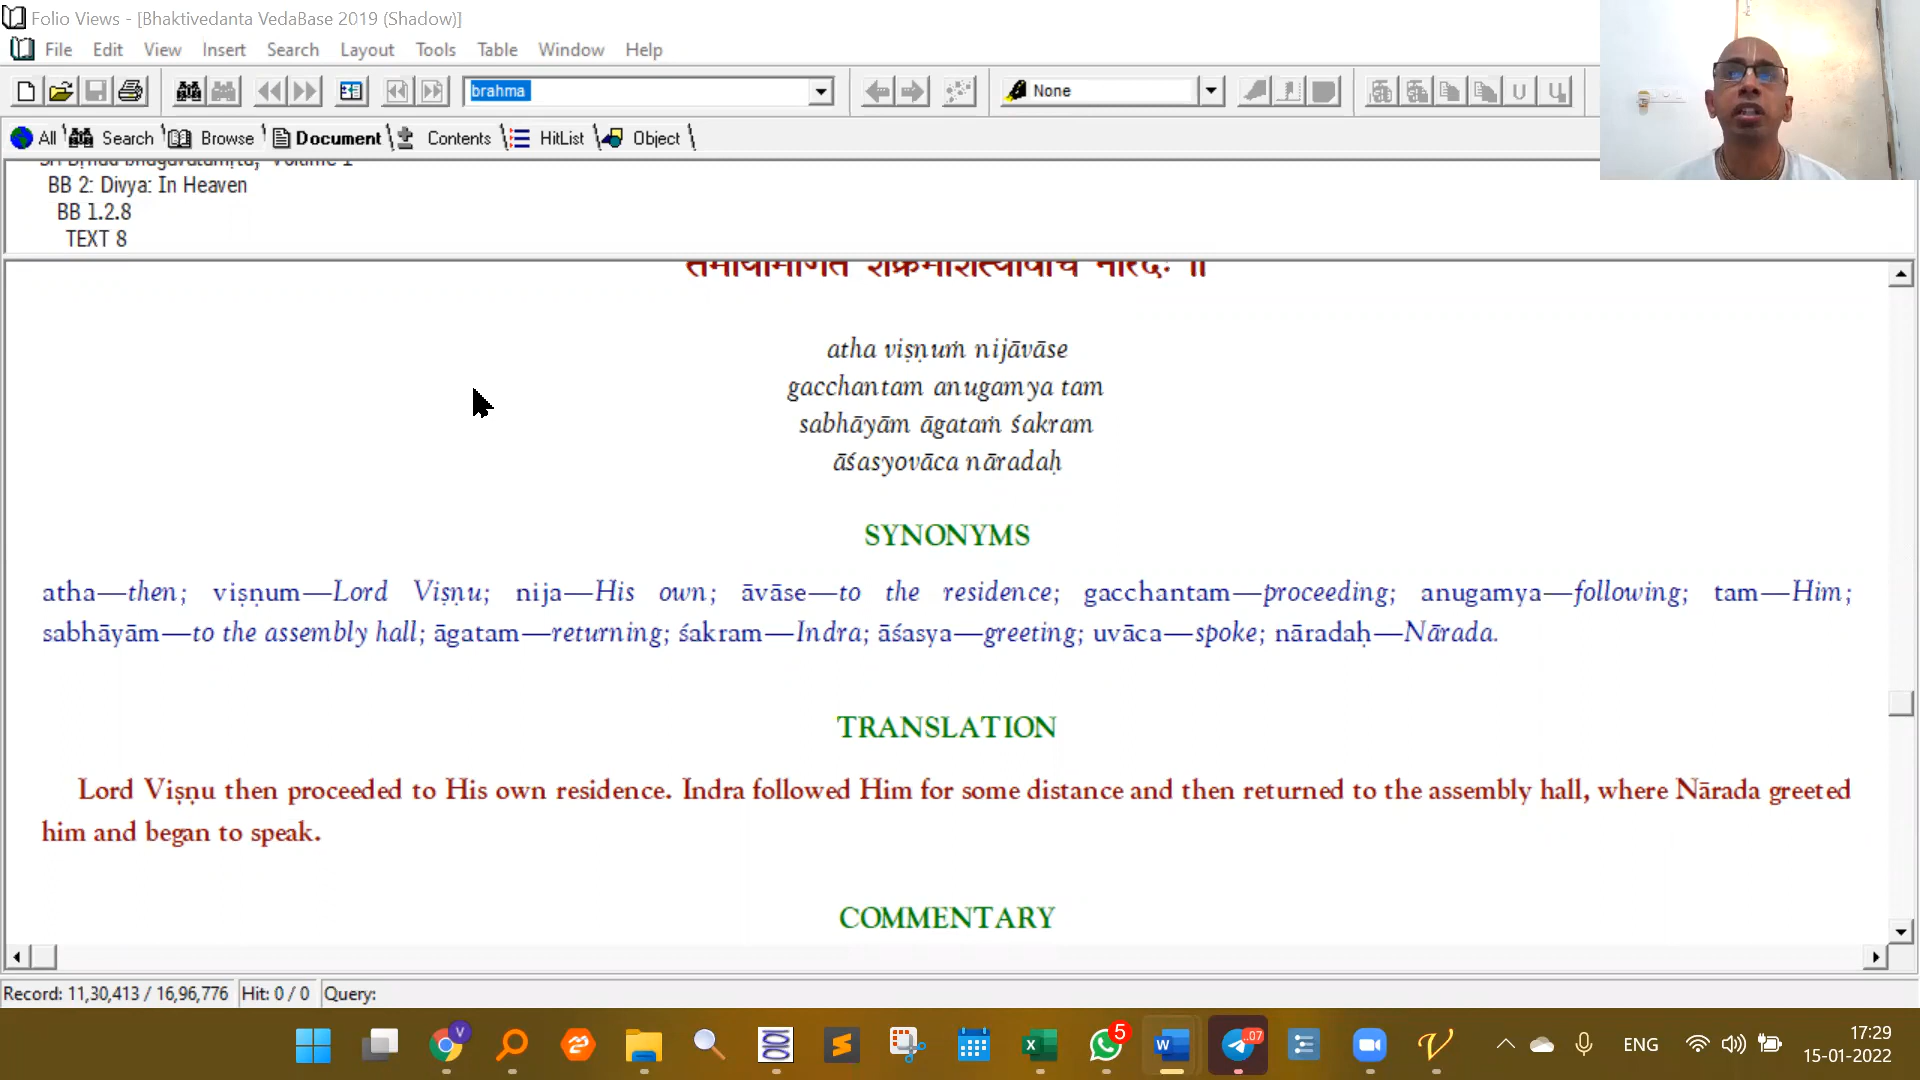 Folio Views - [Bhaktivedanta VedaBase 2019 (Shadow)]
File Edit View Insert Search Layout Tools Table Window Help
brahma None
All Search Browse Document Contents HitList Object
BB 2: Divya: In Heaven
BB 1.2.8
TEXT 8
atha viṣṇuṁ nijāvāse
gacchantam anugamya tam
sabhāyām āgataṁ śakram
āśasyovāca nāradaḥ
SYNONYMS
atha—then; viṣṇum—Lord Viṣṇu; nija—His own; āvāse—to the residence; gacchantam—proceeding; anugamya—following; tam—Him;
sabhāyām—to the assembly hall; āgatam—returning; śakram—Indra; āśasya—greeting; uvāca—spoke; nāradaḥ—Nārada.
TRANSLATION
Lord Viṣṇu then proceeded to His own residence. Indra followed Him for some distance and then returned to the assembly hall, where Nārada greeted
him and began to speak.
COMMENTARY
Record: 11,30,413 / 16,96,776 Hit: 0 / 0 Query:
V 5 .07 ENG 17:29
15-01-2022